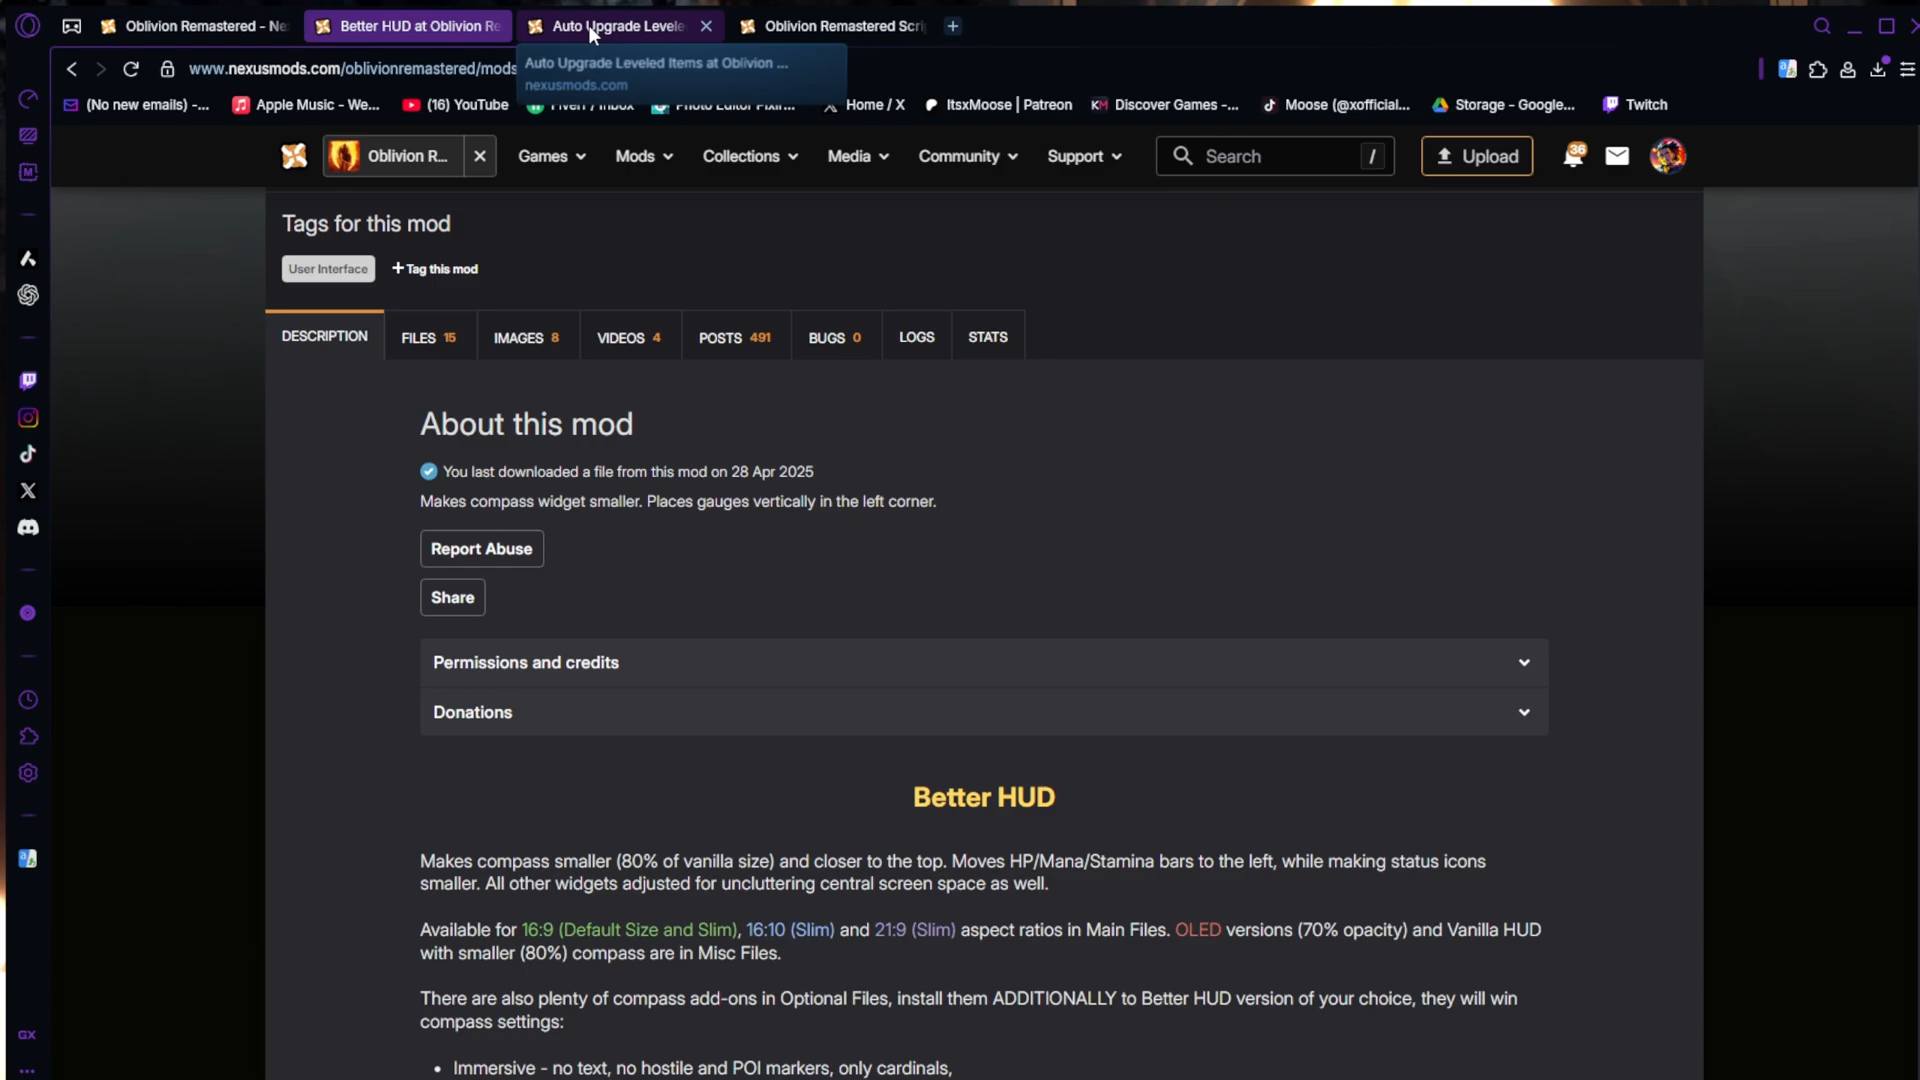 Oblivion Remastered - Ne
Better HUD at Oblivion Re
Auto Upgrade Levele
Oblivion Remastered Scri
www.nexusmods.com/oblivionremastered/mods
Auto Upgrade Leveled Items at Oblivion ...
nexusmods.com
(No new emails) -...
Apple Music - We...
(16) YouTube
Home / X
ItsxMoose | Patreon
KM Discover Games -...
Moose (@xofficial...
Storage - Google...
Twitch
Oblivion R...
Games
Mods
Collections
Media
Community
Support
Search
/
Upload
36
Tags for this mod
User Interface
+ Tag this mod
DESCRIPTION
FILES 15
IMAGES 8
VIDEOS 4
POSTS 491
BUGS 0
LOGS
STATS
About this mod
You last downloaded a file from this mod on 28 Apr 2025
Makes compass widget smaller. Places gauges vertically in the left corner.
Report Abuse
Share
Permissions and credits
Donations
Better HUD
Makes compass smaller (80% of vanilla size) and closer to the top. Moves HP/Mana/Stamina bars to the left, while making status icons
smaller. All other widgets adjusted for uncluttering central screen space as well.
Available for 16:9 (Default Size and Slim), 16:10 (Slim) and 21:9 (Slim) aspect ratios in Main Files. OLED versions (70% opacity) and Vanilla HUD
with smaller (80%) compass are in Misc Files.
There are also plenty of compass add-ons in Optional Files, install them ADDITIONALLY to Better HUD version of your choice, they will win
compass settings:
• Immersive - no text, no hostile and POI markers, only cardinals,
GX